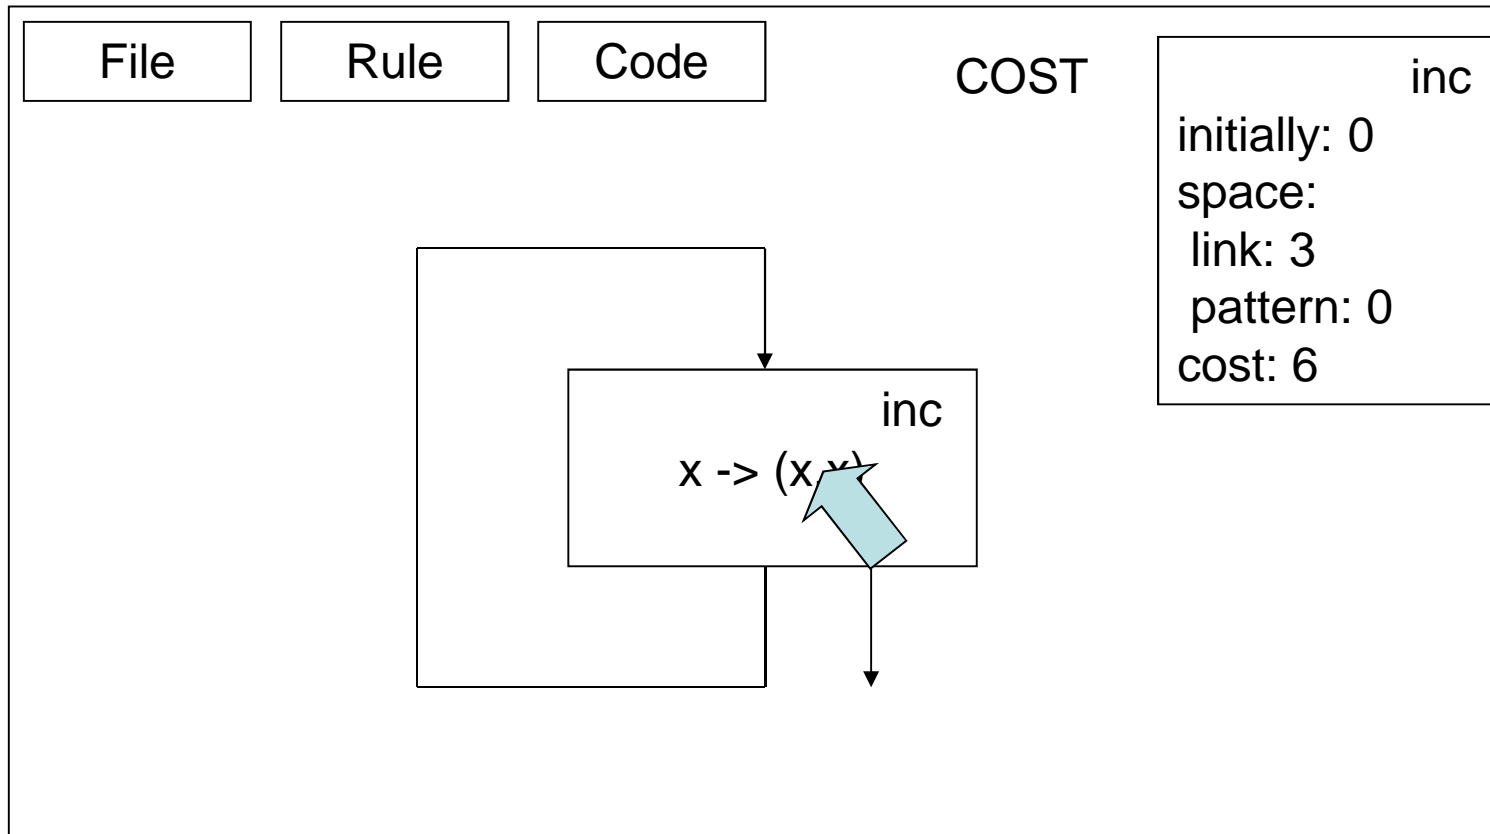 File
Rule
Code
COST
inc
initially: 0
space:
link: 3
pattern: 0
cost: 6
inc
x -> (x,x)